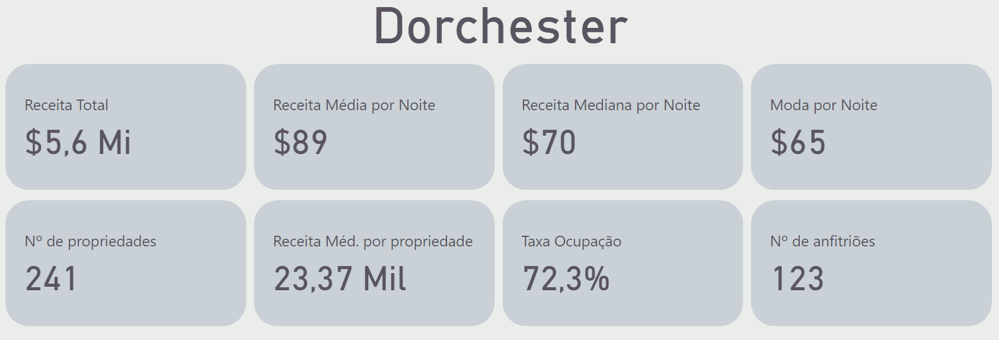 Dorchester
Receita Total
$5,6 Mi
Receita Média por Noite
$89
Receita Mediana por Noite
$70
Moda por Noite
$65
Nº de propriedades
241
Receita Méd. por propriedade
23,37 Mil
Taxa Ocupação
72,3%
Nº de anfitriões
123